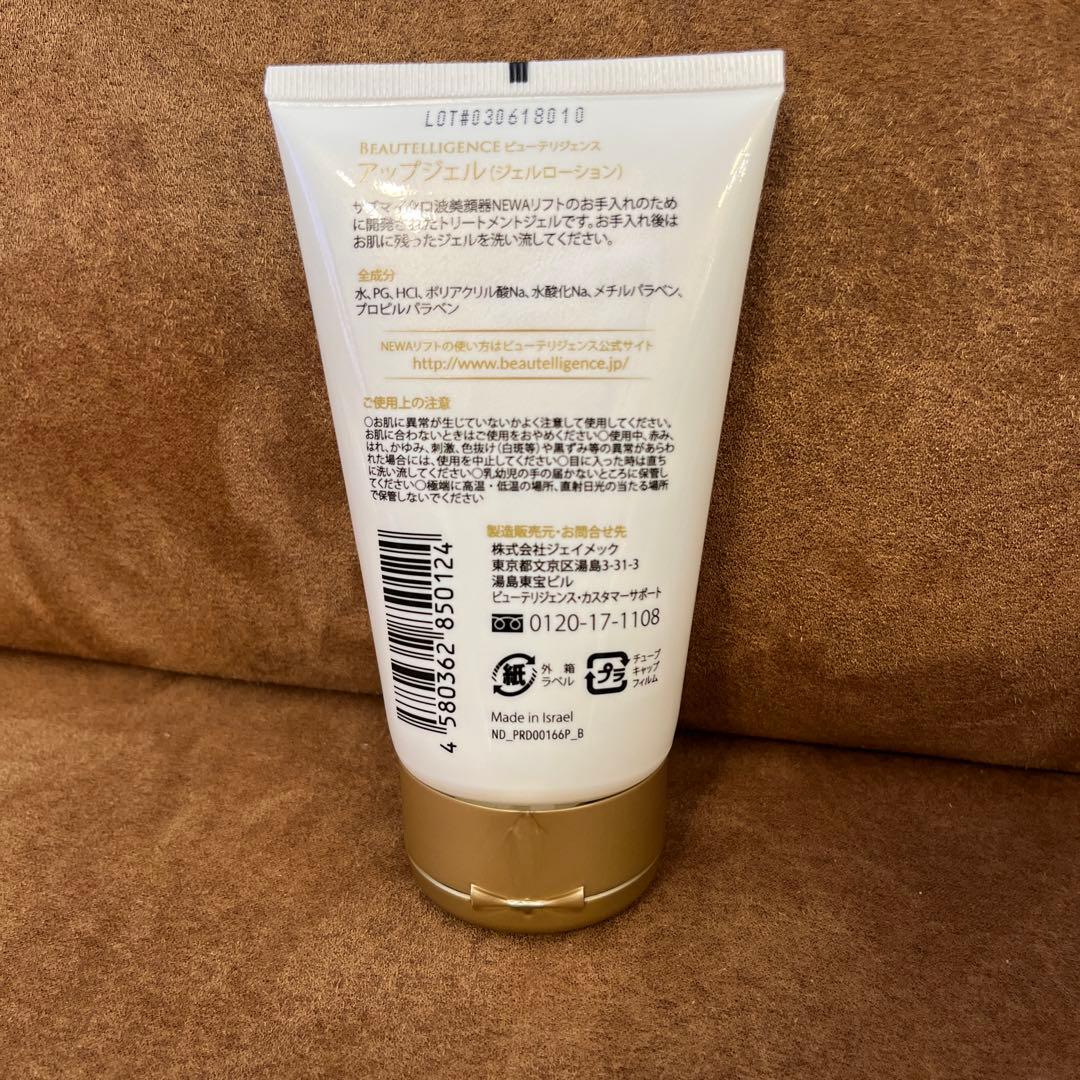 LOT#030618010
BEAUTELLIGENCE ビューテリジェンス
アップジェル(ジェルローション)
サブマイクロ波美顔器NEWAリフトのお手入れのため
に開発されたトリートメントジェルです。お手入れ後は
お肌に残ったジェルを洗い流してください。
全成分
水、PG、HCl、ポリアクリル酸Na、水酸化Na、メチルパラベン、
プロピルパラベン
NEWAリフトの使い方はビューテリジェンス公式サイト
http://www.beautelligence.jp/
ご使用上の注意
○お肌に異常が生じていないかよく注意して使用してください。
お肌に合わないときはご使用をおやめください○使用中、赤み、
はれ、かゆみ、刺激、色抜け(白斑等)や黒ずみ等の異常があらわ
れた場合には、使用を中止してください○目に入った時は直ち
に洗い流してください○乳幼児の手の届かないところに保管し
てください○極端に高温・低温の場所、直射日光の当たる場所
で保管しないでください
製造販売元・お問合せ先
株式会社ジェイメック
東京都文京区湯島3-31-3
湯島東宝ビル
ビューテリジェンス・カスタマーサポート
0120-17-1108
紙
外箱
ラベル
プラ
チューブ
キャップ
フィルム
Made in Israel
ND_PRD00166P_B
4 580362 850124